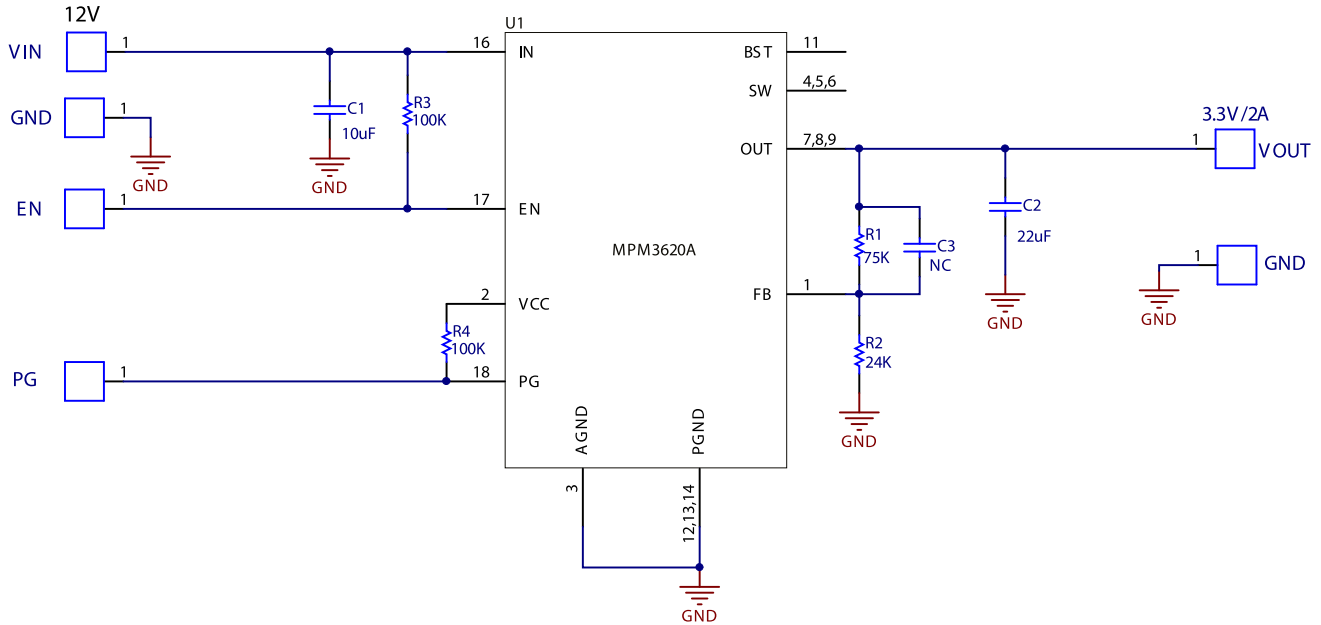 12V
U1
VIN
1
16
IN
BST
11
C1
10uF
R3
100K
SW
4,5,6
GND
1
GND
GND
OUT
7,8,9
3.3V/2A
1
VOUT
EN
1
17
EN
C2
22uF
R1
75K
C3
NC
MPM3620A
1
GND
GND
GND
FB
1
2
VCC
R4
100K
R2
24K
PG
1
18
PG
GND
AGND
PGND
3
12,13,14
GND